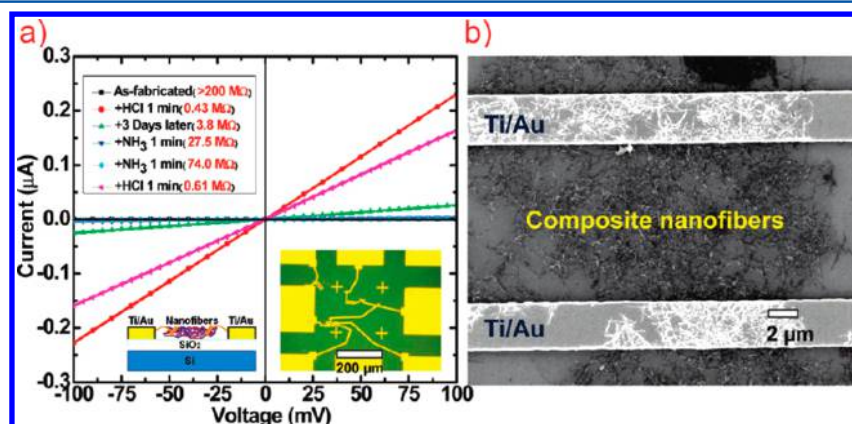 a)
0.3
0.2
0.1
0.0
-0.1
-0.2
-0.3
Current (µA)
As-fabricated(>200 MΩ)
+HCl 1 min(0.43 MΩ)
+3 Days later(3.8 MΩ)
+NH3 1 min(27.5 MΩ)
+NH3 1 min(74.0 MΩ)
+HCl 1 min(0.61 MΩ)
Ti/Au Nanofibers Ti/Au
SiO2
Si
200 µm
-100 -75 -50 -25 0 25 50 75 100
Voltage (mV)
b)
Ti/Au
Composite nanofibers
Ti/Au
2 µm